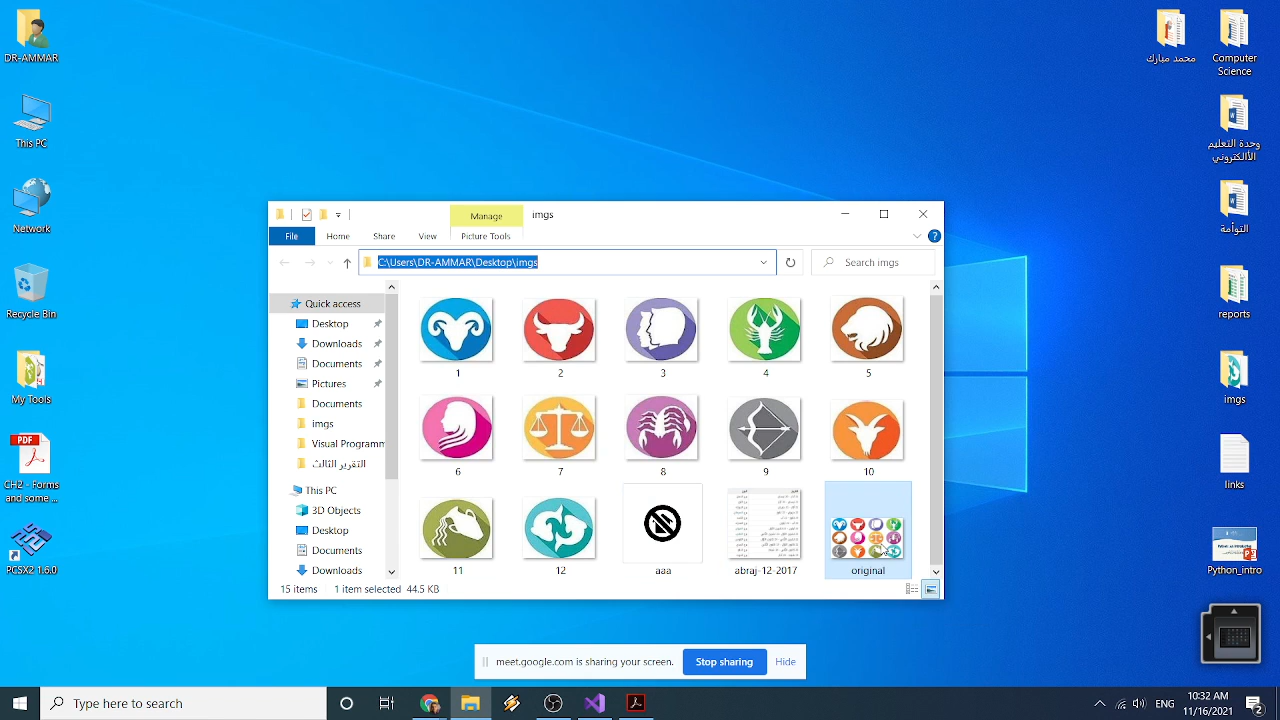 DR-AMMAR
This PC
Network
Recycle Bin
My Tools
PDF
CH2 - Forms
and some ...
PCSX2 1.6.0
محمد مبارك
Computer
Science
وحدة التعليم
الألكتروني
التوأمة
reports
imgs
links
Python_intro
Manage
imgs
File
Home
Share
View
Picture Tools
C:\Users\DR-AMMAR\Desktop\imgs
Search imgs
Quick access
Desktop
Downloads
Documents
Pictures
Documents
imgs
Visual Programm
التقرير الثالث
This PC
3D Objects
Desktop
Documents
Downloads
1
2
3
4
5
6
7
8
9
10
11
12
aaa
abraj-12-2017
original
15 items
1 item selected
44.5 KB
meet.google.com is sharing your screen.
Stop sharing
Hide
Type here to search
ENG
10:32 AM
11/16/2021
2